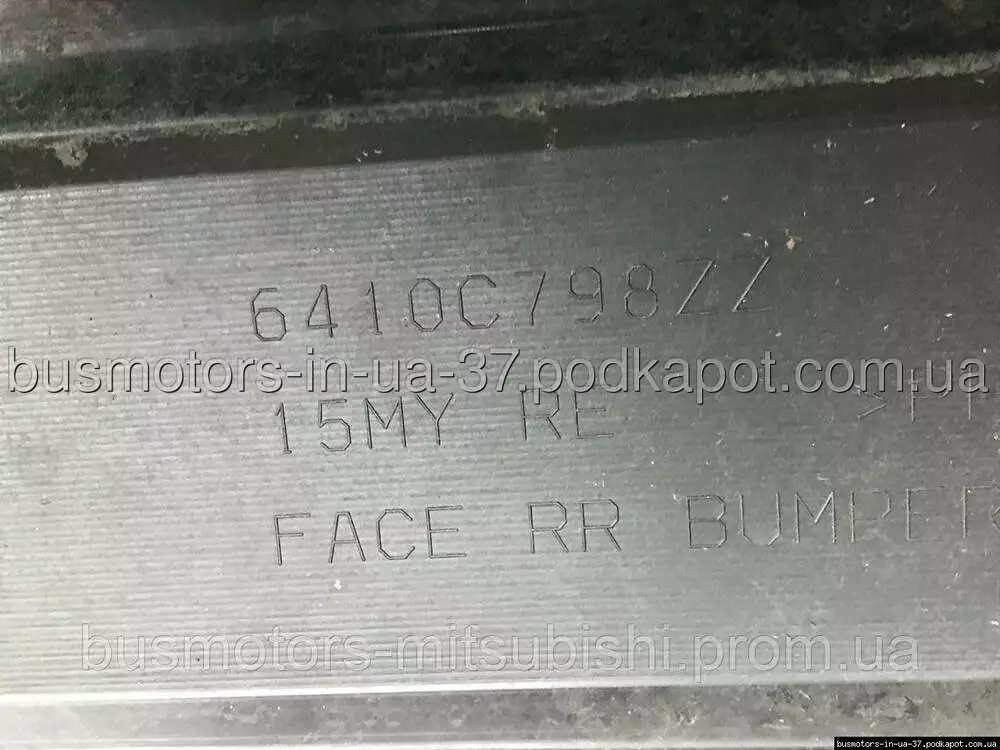 6410C798ZZ
busmotors-in-ua-37.podkapot.com.ua
15MY RE
FACE RR BUMPER
busmotors-mitsubishi.prom.ua
busmotors-in-ua-37.podkapot.com.ua